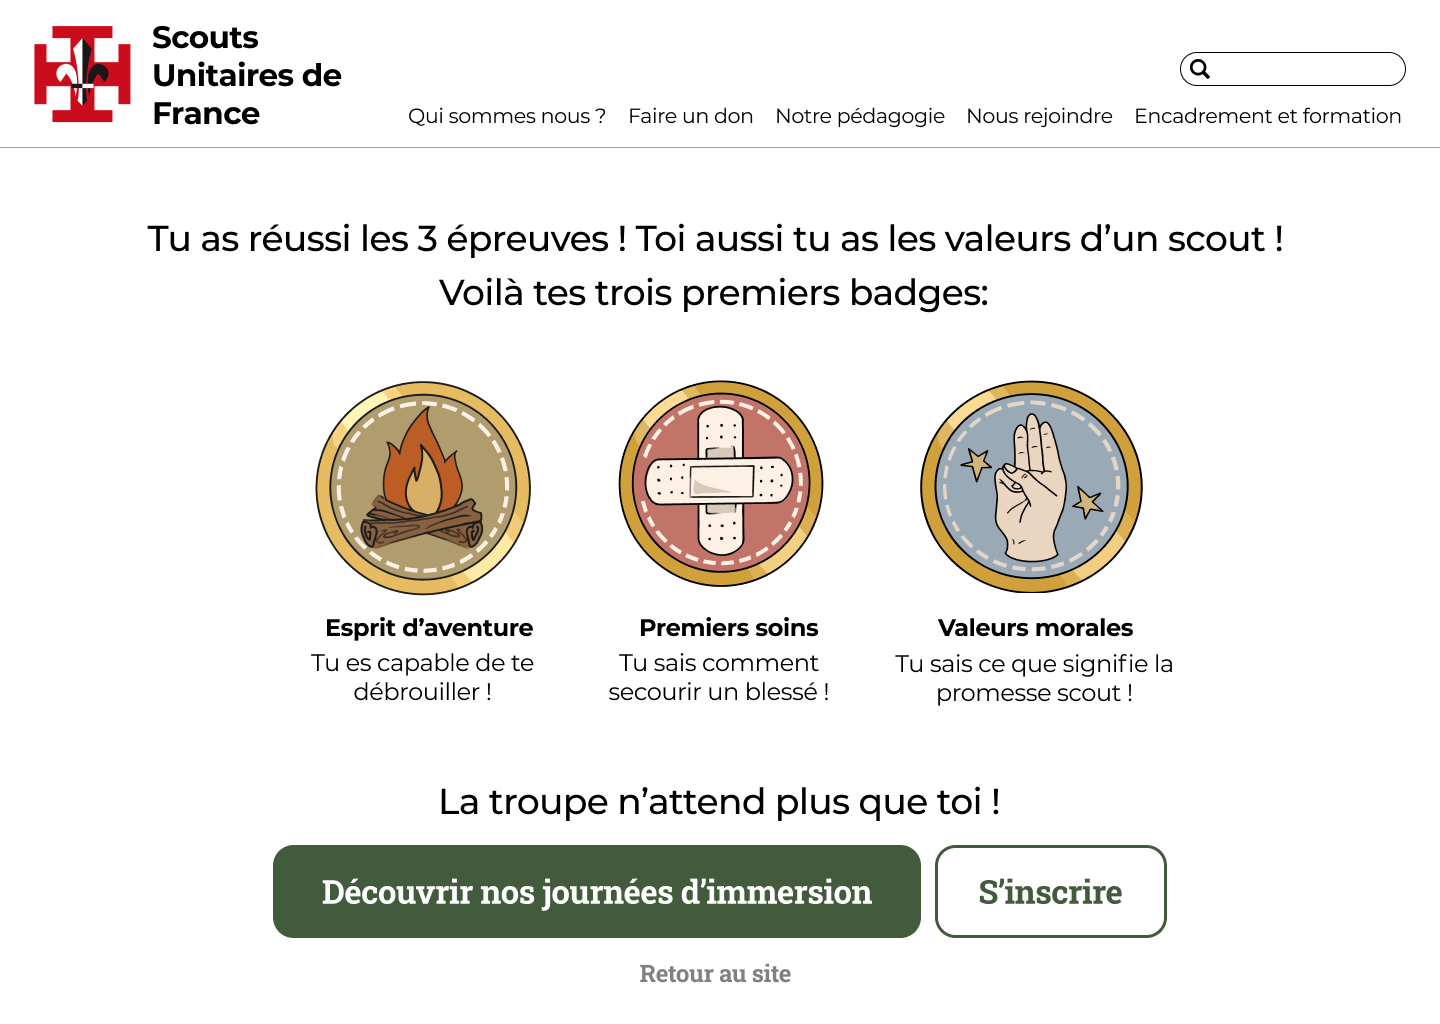 Scouts
Unitaires de
France
Qui sommes nous ? Faire un don Notre pédagogie Nous rejoindre Encadrement et formation
Tu as réussi les 3 épreuves ! Toi aussi tu as les valeurs d’un scout !
Voilà tes trois premiers badges:
Esprit d’aventure
Tu es capable de te
débrouiller !
Premiers soins
Tu sais comment
secourir un blessé !
Valeurs morales
Tu sais ce que signifie la
promesse scout !
La troupe n’attend plus que toi !
Découvrir nos journées d’immersion
S’inscrire
Retour au site